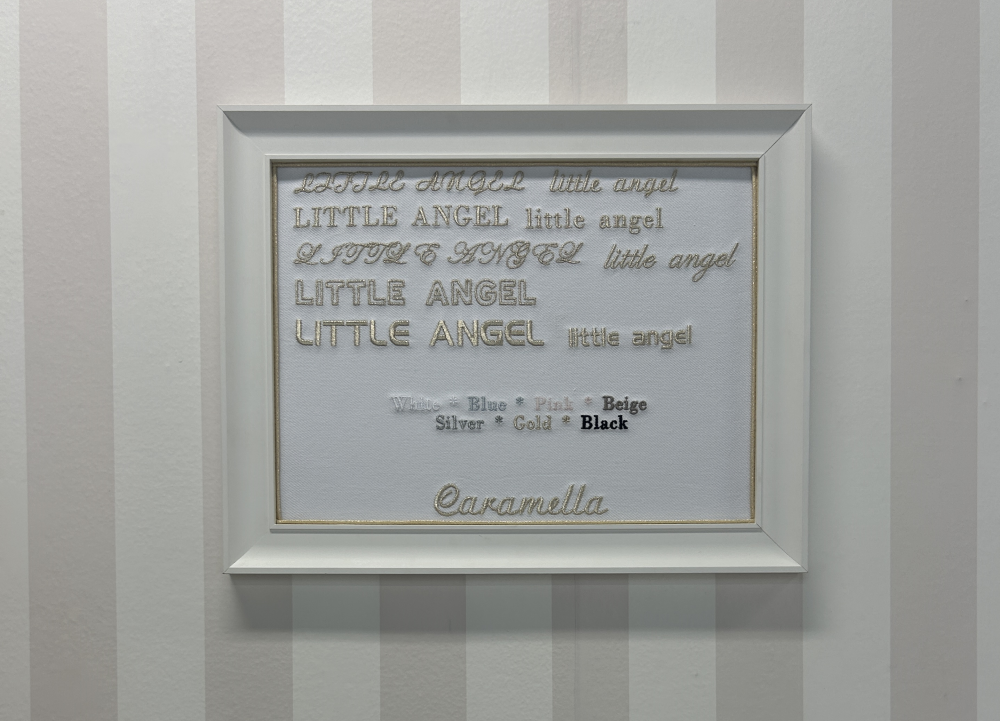 LITTLE ANGEL little angel
LITTLE ANGEL little angel
LITTLE ANGEL little angel
LITTLE ANGEL
LITTLE ANGEL little angel
White * Blue * Pink * Beige
Silver * Gold * Black
Caramella